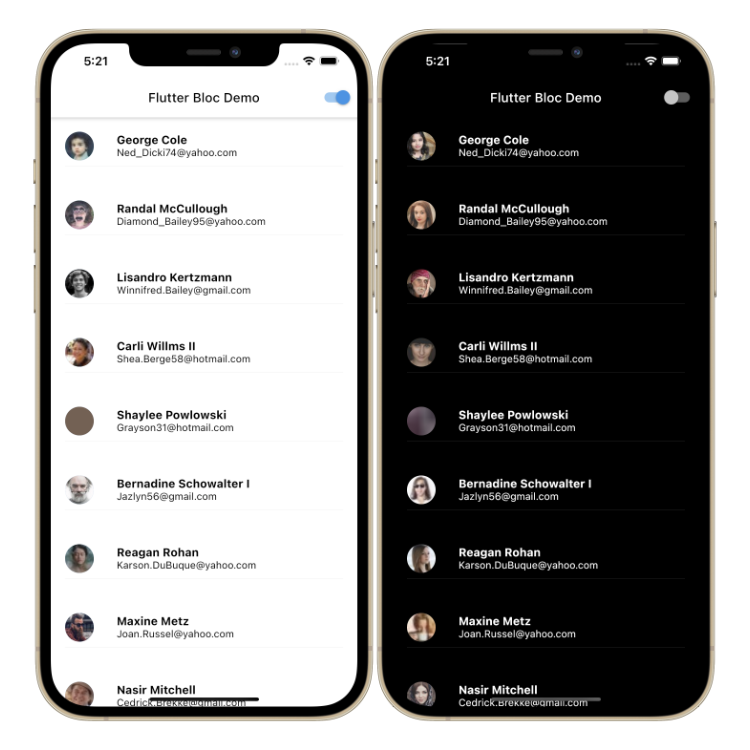 5:21
Flutter Bloc Demo
George Cole
Ned_Dicki74@yahoo.com
Randal McCullough
Diamond_Bailey95@yahoo.com
Lisandro Kertzmann
Winnifred.Bailey@gmail.com
Carli Willms II
Shea.Berge58@hotmail.com
Shaylee Powlowski
Grayson31@hotmail.com
Bernadine Schowalter I
Jazlyn56@gmail.com
Reagan Rohan
Karson.DuBuque@yahoo.com
Maxine Metz
Joan.Russel@yahoo.com
Nasir Mitchell
Cedrick.Brekke@gmail.com
5:21
Flutter Bloc Demo
George Cole
Ned_Dicki74@yahoo.com
Randal McCullough
Diamond_Bailey95@yahoo.com
Lisandro Kertzmann
Winnifred.Bailey@gmail.com
Carli Willms II
Shea.Berge58@hotmail.com
Shaylee Powlowski
Grayson31@hotmail.com
Bernadine Schowalter I
Jazlyn56@gmail.com
Reagan Rohan
Karson.DuBuque@yahoo.com
Maxine Metz
Joan.Russel@yahoo.com
Nasir Mitchell
Cedrick.Brekke@gmail.com